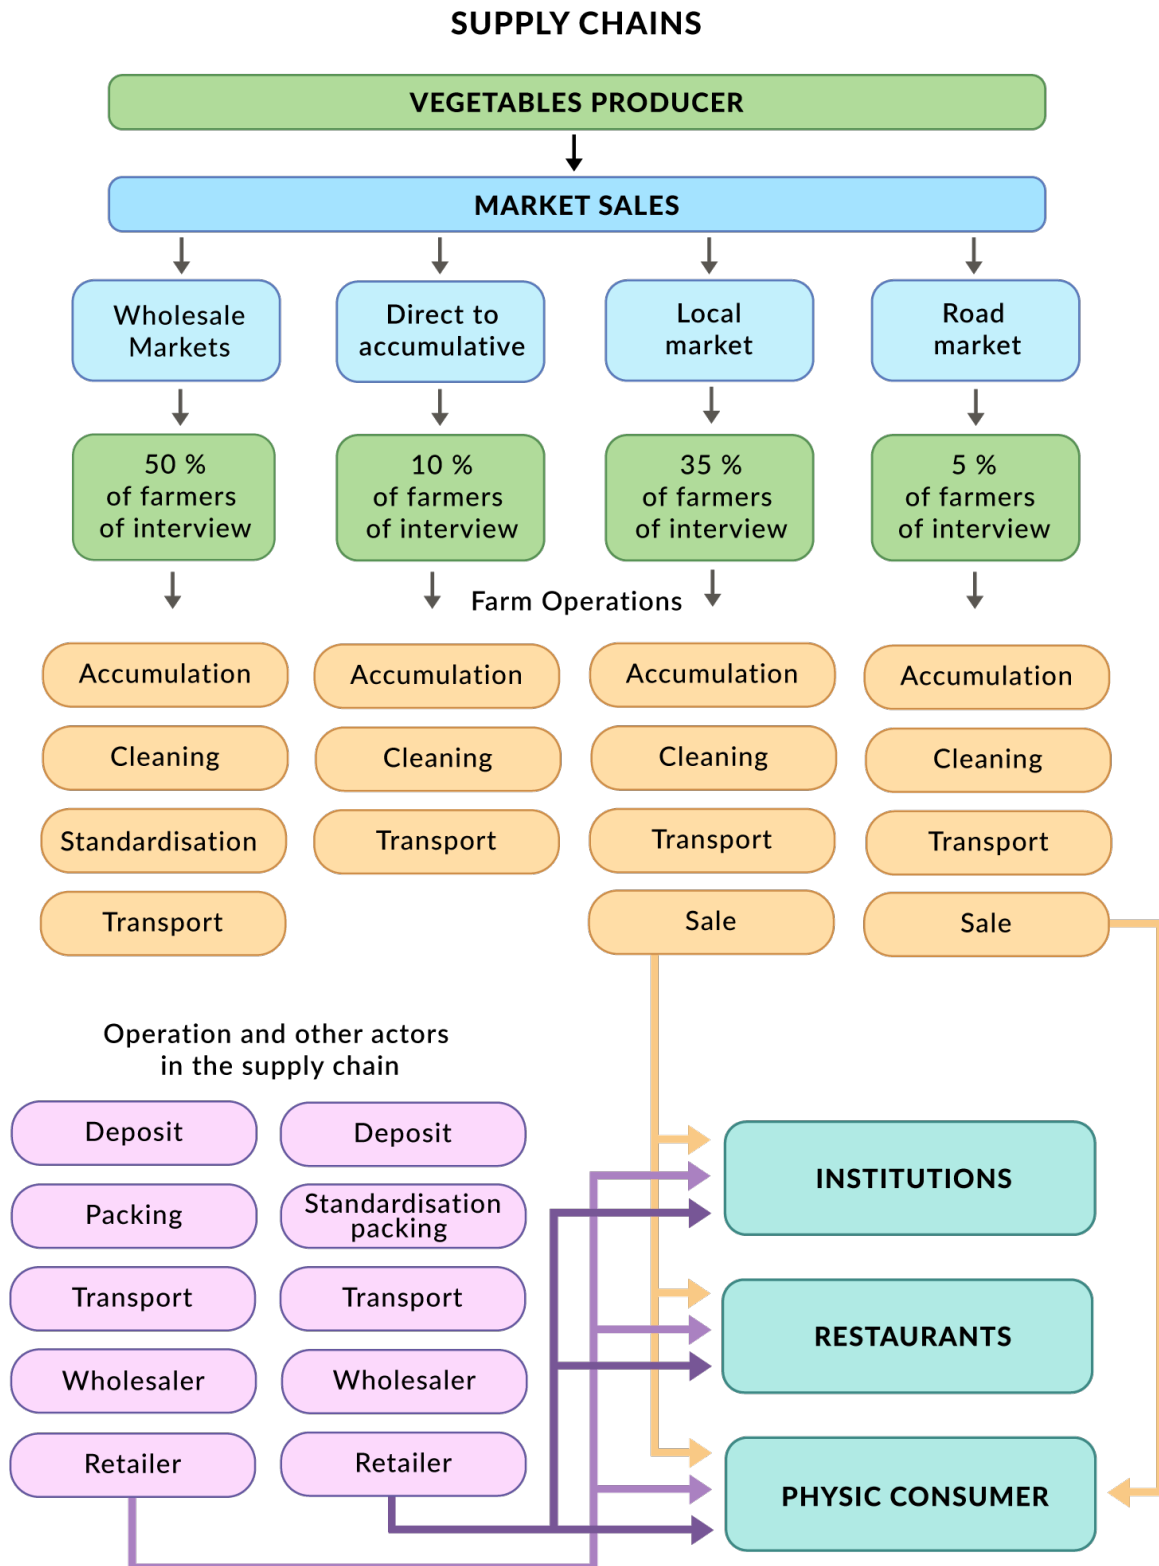 SUPPLY CHAINS
VEGETABLES PRODUCER
MARKET SALES
Wholesale
Markets
Direct to
accumulative
Local
market
Road
market
50 %
of farmers
of interview
10 %
of farmers
of interview
35 %
of farmers
of interview
5 %
of farmers
of interview
Farm Operations
Accumulation
Accumulation
Accumulation
Accumulation
Cleaning
Cleaning
Cleaning
Cleaning
Standardisation
Transport
Transport
Transport
Transport
Sale
Sale
Operation and other actors
in the supply chain
Deposit
Deposit
Packing
Standardisation
packing
Transport
Transport
Wholesaler
Wholesaler
Retailer
Retailer
INSTITUTIONS
RESTAURANTS
PHYSIC CONSUMER